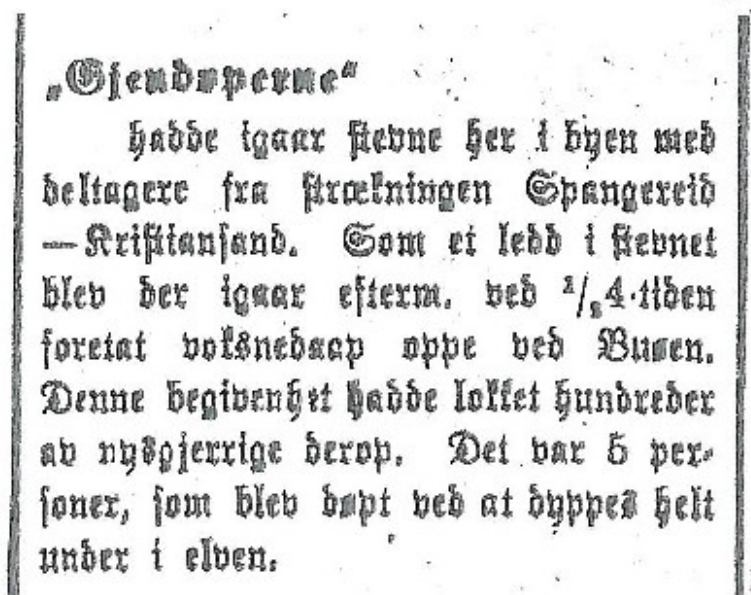 „Gjendøperne“
hadde igaar stevne her i byen med
deltagere fra strækningen Spangereid
— Kristiansand. Som et ledd i stevnet
blev der igaar efterm. ved ½4-tiden
foretat voksnedaap oppe ved Buøen.
Denne begivenhet hadde lokket hundreder
av nysgjerrige derop. Det var 5 per-
soner, som blev døpt ved at dyppes helt
under i elven.